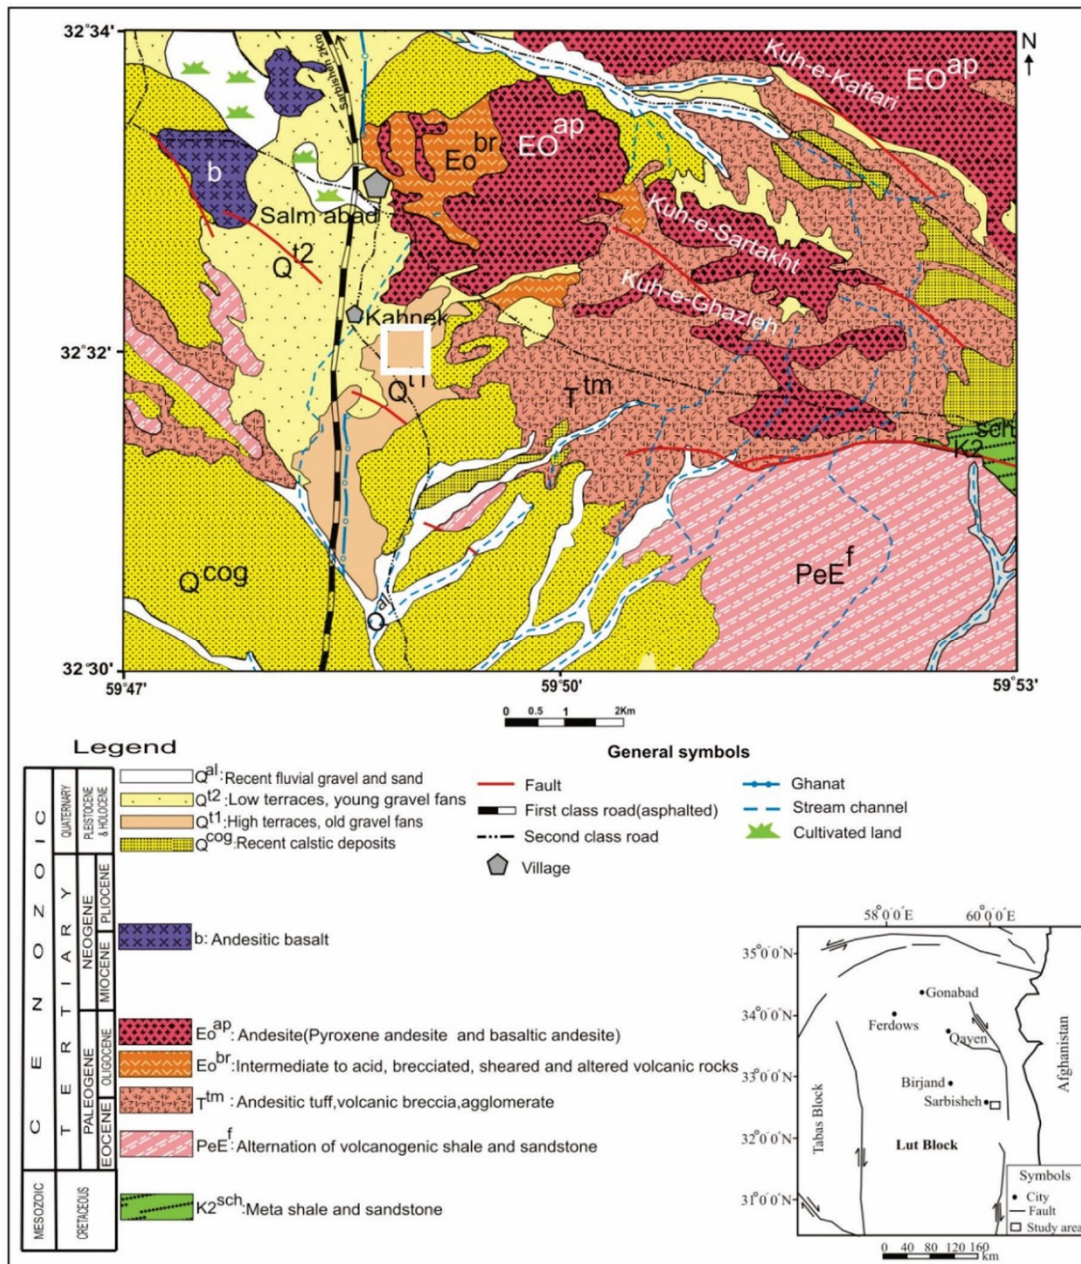 32°34'
N
Sarbisheh 2Km
Kuh-e-Kaftari
EO^ap
EO^ap
Eo^br
b
Salm abad
Kuh-e-Sartakht
Q^t2
Kuh-e-Ghazleh
Kahnek
32°32'
Q^t1
T^tm
K2^sch
Q^cog
PeE^f
Q^al
32°30'
59°47'
59°50'
59°53'
0 0.5 1 2Km
Legend
General symbols
Q^al:Recent fluvial gravel and sand
Q^t2:Low terraces, young gravel fans
Q^t1:High terraces, old gravel fans
Q^cog:Recent calstic deposits
b: Andesitic basalt
Eo^ap: Andesite(Pyroxene andesite and basaltic andesite)
Eo^br:Intermediate to acid, brecciated, sheared and altered volcanic rocks
T^tm: Andesitic tuff,volcanic breccia,agglomerate
PeE^f: Alternation of volcanogenic shale and sandstone
K2^sch:Meta shale and sandstone
CENOZOIC
MESOZOIC
TERTIARY
QUATERNARY
CRETACEOUS
PALEOGENE
NEOGENE
PLEISTOCENE & HOLOCENE
PLIOCENE
MIOCENE
OLIGOCENE
EOCENE
Fault
First class road(asphalted)
Second class road
Village
Ghanat
Stream channel
Cultivated land
58°0'0"E
60°0'0"E
35°0'0"N
34°0'0"N
33°0'0"N
32°0'0"N
31°0'0"N
Gonabad
Ferdows
Qayen
Birjand
Sarbisheh
Afghanistan
Tabas Block
Lut Block
Symbols
City
Fault
Study area
0 40 80 120 160
km